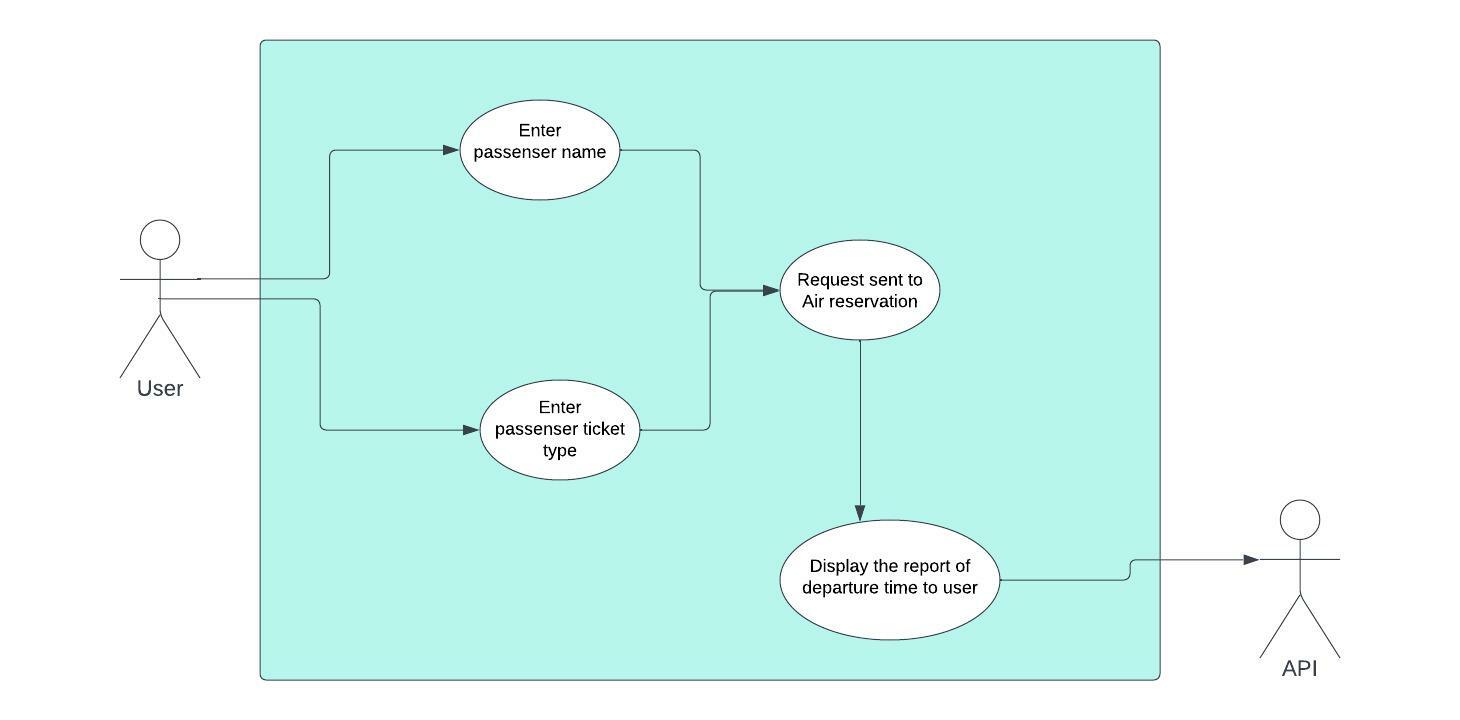 Enter
passenser name
User
Request sent to
Air reservation
Enter
passenser ticket
type
Display the report of
departure time to user
API